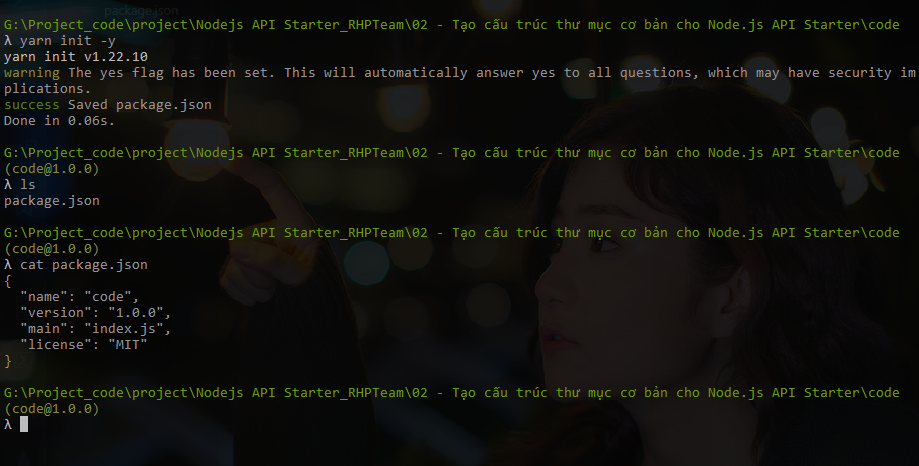 package.json
G:\Project_code\project\Nodejs API Starter_RHPTeam\02 - Tạo cấu trúc thư mục cơ bản cho Node.js API Starter\code
λ yarn init -y
yarn init v1.22.10
warning The yes flag has been set. This will automatically answer yes to all questions, which may have security im
plications.
success Saved package.json
Done in 0.06s.
G:\Project_code\project\Nodejs API Starter_RHPTeam\02 - Tạo cấu trúc thư mục cơ bản cho Node.js API Starter\code
(code@1.0.0)
λ ls
package.json
G:\Project_code\project\Nodejs API Starter_RHPTeam\02 - Tạo cấu trúc thư mục cơ bản cho Node.js API Starter\code
(code@1.0.0)
λ cat package.json
{
  "name": "code",
  "version": "1.0.0",
  "main": "index.js",
  "license": "MIT"
}
G:\Project_code\project\Nodejs API Starter_RHPTeam\02 - Tạo cấu trúc thư mục cơ bản cho Node.js API Starter\code
(code@1.0.0)
λ